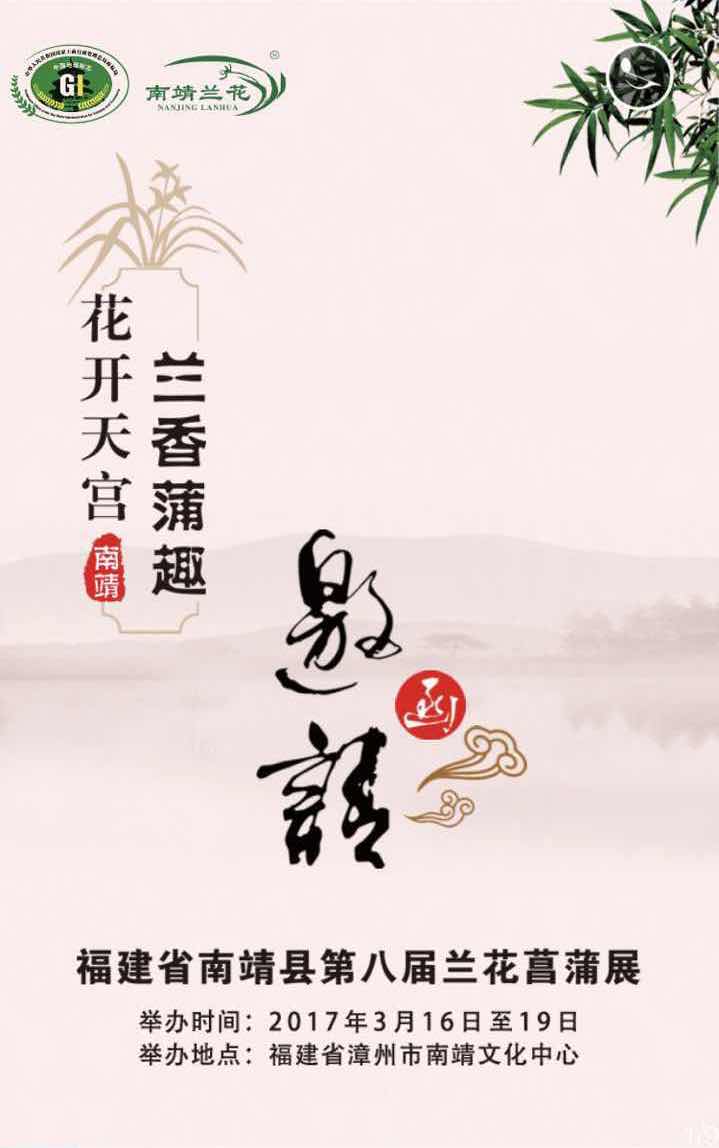 GI
南靖兰花
NANJING LANHUA
®
兰香蒲趣
花开天宫
南靖
邀請
函
福建省南靖县第八届兰花菖蒲展
举办时间：2017年3月16日至19日
举办地点：福建省漳州市南靖文化中心